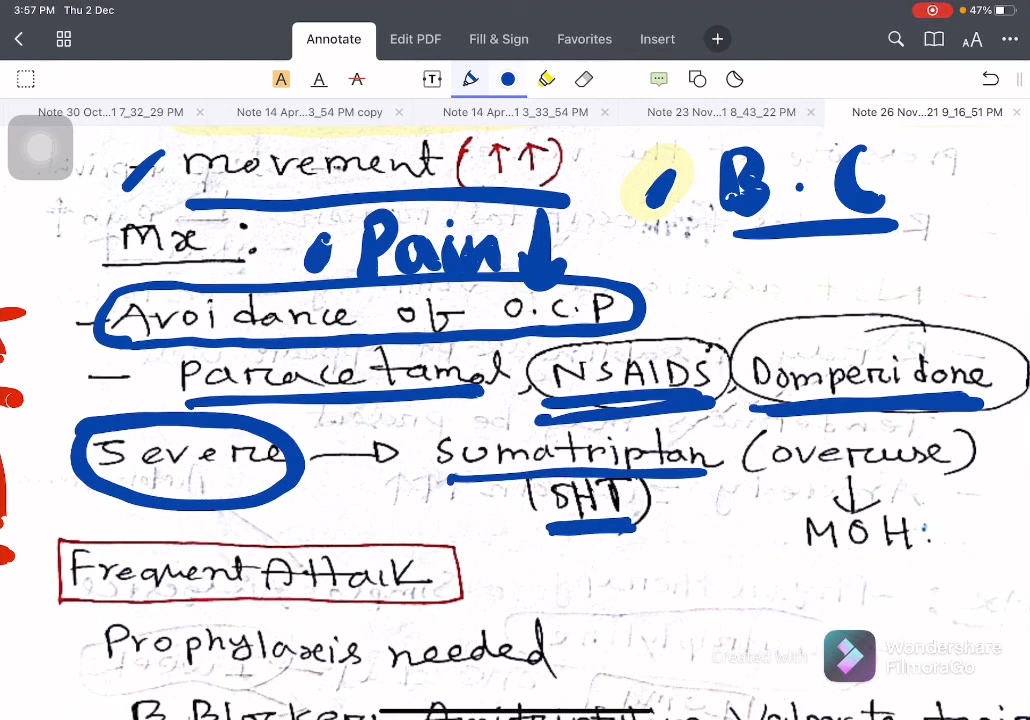 3:57 PM Thu 2 Dec 47%
Annotate Edit PDF Fill & Sign Favorites Insert
Note 30 Oct...1 7_32_29 PM Note 14 Apr...3_54 PM copy Note 14 Apr...1 3_33_54 PM Note 23 Nov...1 8_43_22 PM Note 26 Nov...21 9_16_51 PM
movement (↑↑) B. C
Mx : Pain ↓
- Avoidance of O.C.P
- Paracetamol, NSAIDS, Domperidone
Severe → Sumatriptan (overuse)
(5HT) ↓
MOH:
Frequent Attack
Prophylaxis needed
Created with Wondershare FilmoraGo
B Blocker,